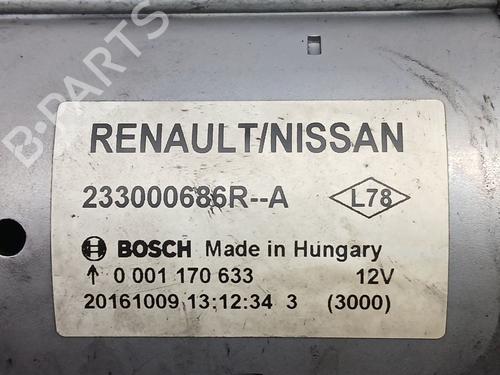 B-PARTS
RENAULT/NISSAN
233000686R--A L78
BOSCH Made in Hungary
↑ 0 001 170 633 12V
20161009 13:12:34 3 (3000)